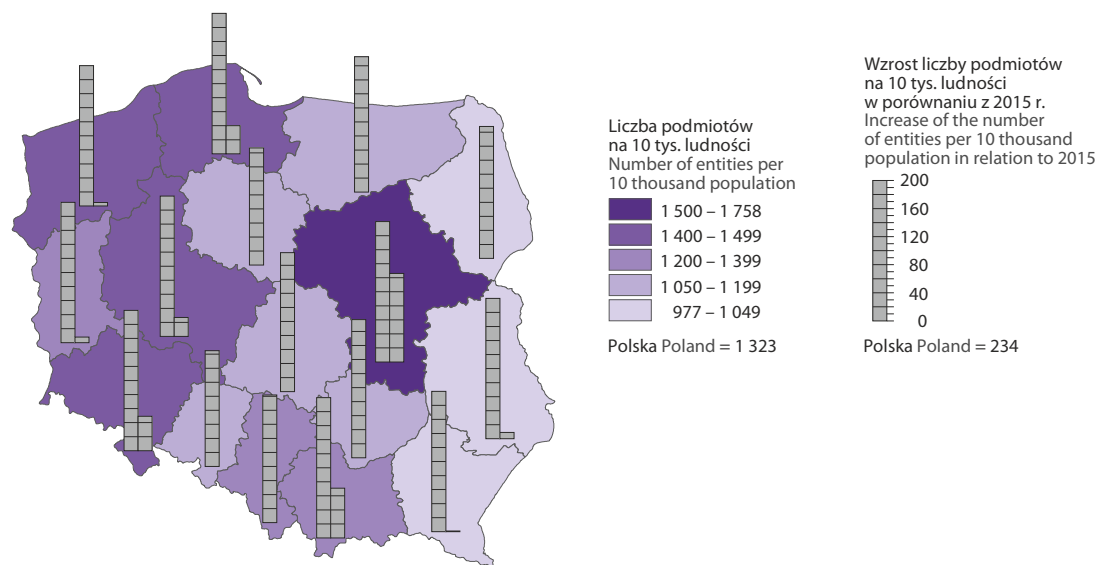 Liczba podmiotów
na 10 tys. ludności
Number of entities per
10 thousand population
1 500 – 1 758
1 400 – 1 499
1 200 – 1 399
1 050 – 1 199
977 – 1 049
Polska Poland = 1 323
Wzrost liczby podmiotów
na 10 tys. ludności
w porównaniu z 2015 r.
Increase of the number
of entities per 10 thousand
population in relation to 2015
200
160
120
80
40
0
Polska Poland = 234